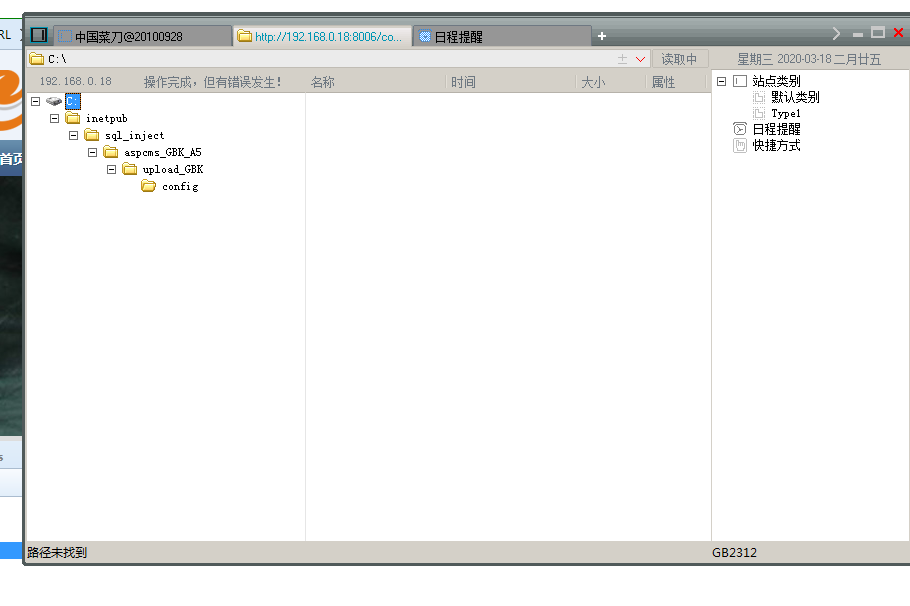 RL
中国菜刀@20100928
http://192.168.0.18:8006/co...
日程提醒
C:\
读取中
星期三 2020-03-18 二月廿五
192.168.0.18 操作完成，但有错误发生！ 名称 时间 大小 属性
C:
inetpub
sql_inject
aspcms_GBK_A5
upload_GBK
config
站点类别
默认类别
Type1
日程提醒
快捷方式
首页
s
路径未找到
GB2312